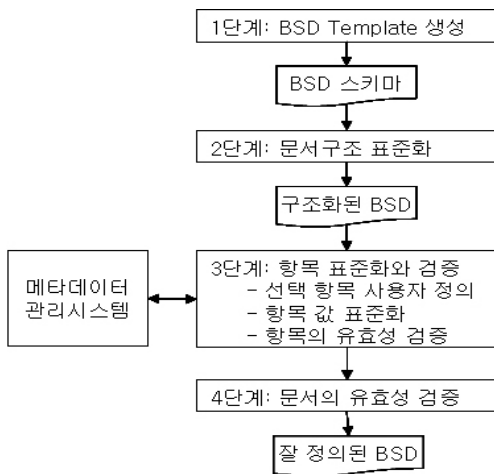 1단계: BSD Template 생성
BSD 스키마
2단계: 문서구조 표준화
구조화된 BSD
메타데이터
관리시스템
3단계: 항목 표준화와 검증
- 선택 항목 사용자 정의
- 항목 값 표준화
- 항목의 유효성 검증
4단계: 문서의 유효성 검증
잘 정의된 BSD